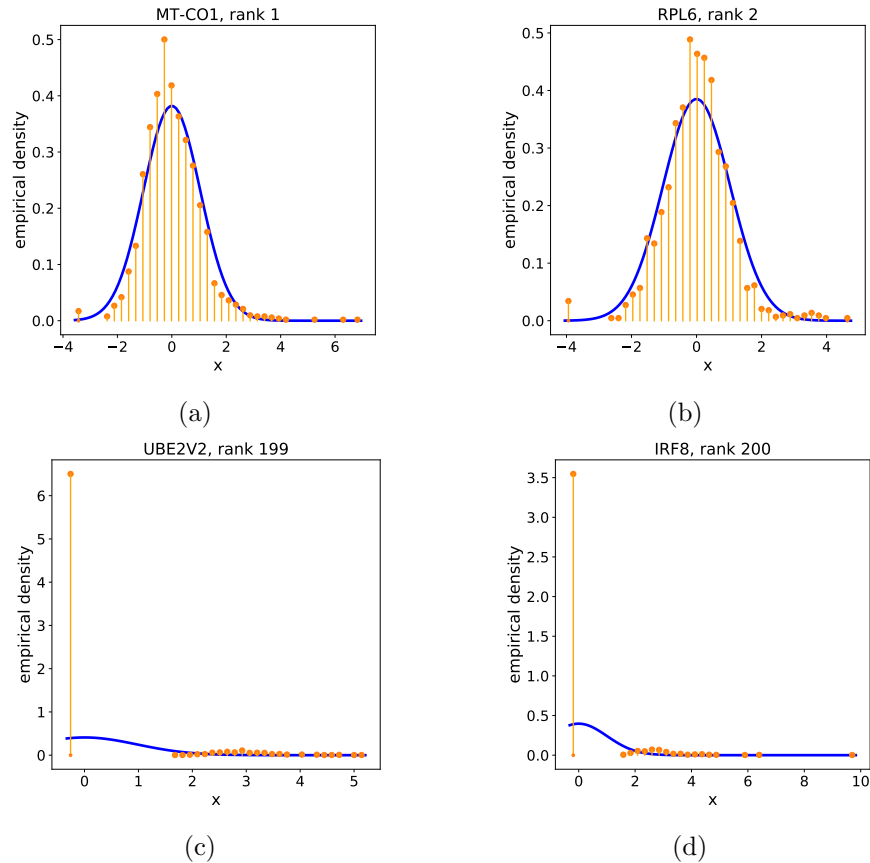 MT-CO1, rank 1
0.5
0.4
0.3
0.2
0.1
0.0
empirical density
−4 −2 0 2 4 6
x
(a)
RPL6, rank 2
0.5
0.4
0.3
0.2
0.1
0.0
empirical density
−4 −2 0 2 4
x
(b)
UBE2V2, rank 199
6
5
4
3
2
1
0
empirical density
0 1 2 3 4 5
x
(c)
IRF8, rank 200
3.5
3.0
2.5
2.0
1.5
1.0
0.5
0.0
empirical density
0 2 4 6 8 10
x
(d)